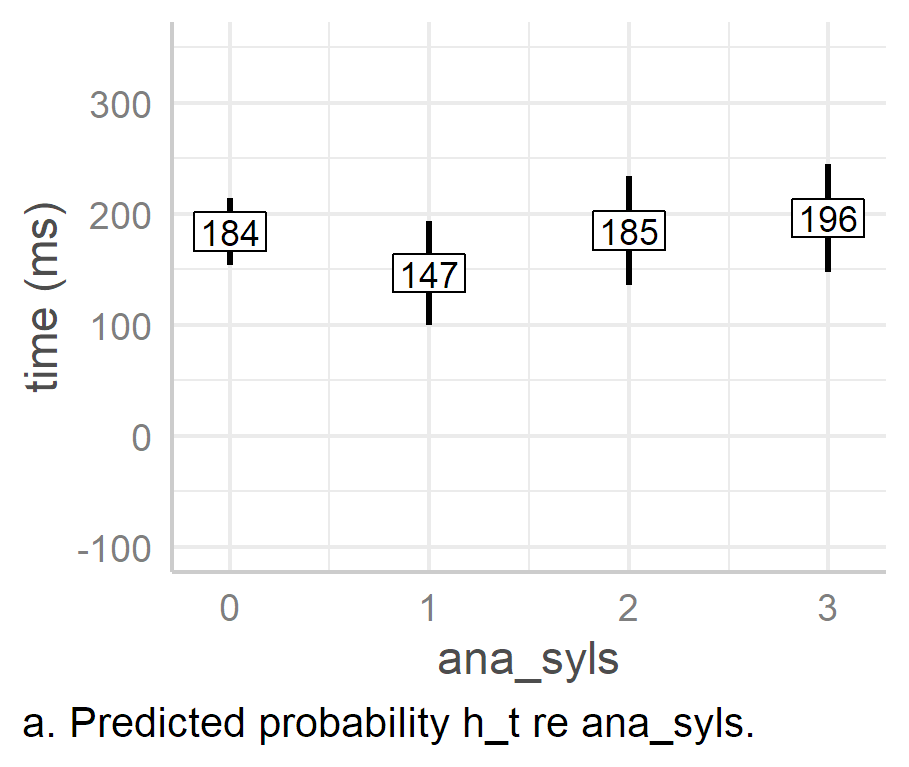 300
200
100
0
-100
time (ms)
184
147
185
196
0 1 2 3
ana_syls
a. Predicted probability h_t re ana_syls.